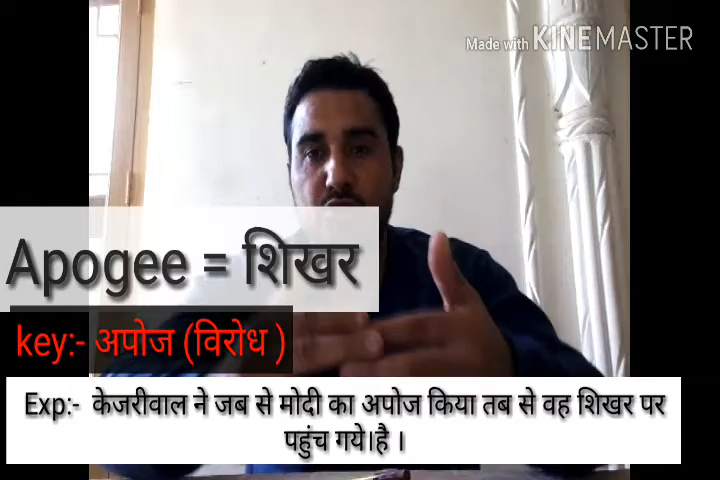 Made with KINEMASTER
Apogee = शिखर
key:- अपोज (विरोध )
Exp:- केजरीवाल ने जब से मोदी का अपोज किया तब से वह शिखर पर
पहुंच गये।है ।